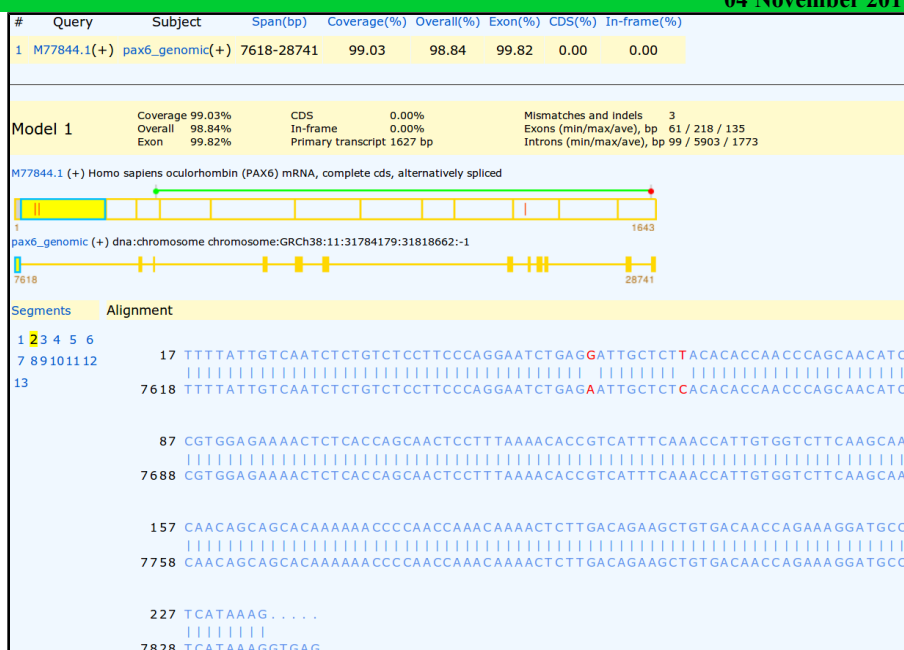 04 November 201
# Query Subject Span(bp) Coverage(%) Overall(%) Exon(%) CDS(%) In-frame(%)
1 M77844.1(+) pax6_genomic(+) 7618-28741 99.03 98.84 99.82 0.00 0.00
Model 1
Coverage 99.03% CDS 0.00% Mismatches and indels 3
Overall 98.84% In-frame 0.00% Exons (min/max/ave), bp 61 / 218 / 135
Exon 99.82% Primary transcript 1627 bp Introns (min/max/ave), bp 99 / 5903 / 1773
M77844.1 (+) Homo sapiens oculorhombin (PAX6) mRNA, complete cds, alternatively spliced
1 1643
pax6_genomic (+) dna:chromosome chromosome:GRCh38:11:31784179:31818662:-1
7618 28741
Segments Alignment
1 2 3 4 5 6
7 8 9 10 11 12
13
17 TTTTATTGTCAATCTCTGTCTCCTTCCCAGGAATCTGAGGATTGCTCTTACACACCAACCCAGCAACATC
7618 TTTTATTGTCAATCTCTGTCTCCTTCCCAGGAATCTGAGAATTGCTCTCACACACCAACCCAGCAACATC
87 CGTGGAGAAAACTCTCACCAGCAACTCCTTTAAAACACCGTCATTTCAAACCATTGTGGTCTTCAAGCAA
7688 CGTGGAGAAAACTCTCACCAGCAACTCCTTTAAAACACCGTCATTTCAAACCATTGTGGTCTTCAAGCAA
157 CAACAGCAGCACAAAAAACCCCAACCAAACAAAACTCTTGACAGAAGCTGTGACAACCAGAAAGGATGCC
7758 CAACAGCAGCACAAAAAACCCCAACCAAACAAAACTCTTGACAGAAGCTGTGACAACCAGAAAGGATGCC
227 TCATAAAG.....
7828 TCATAAAGGTGAG